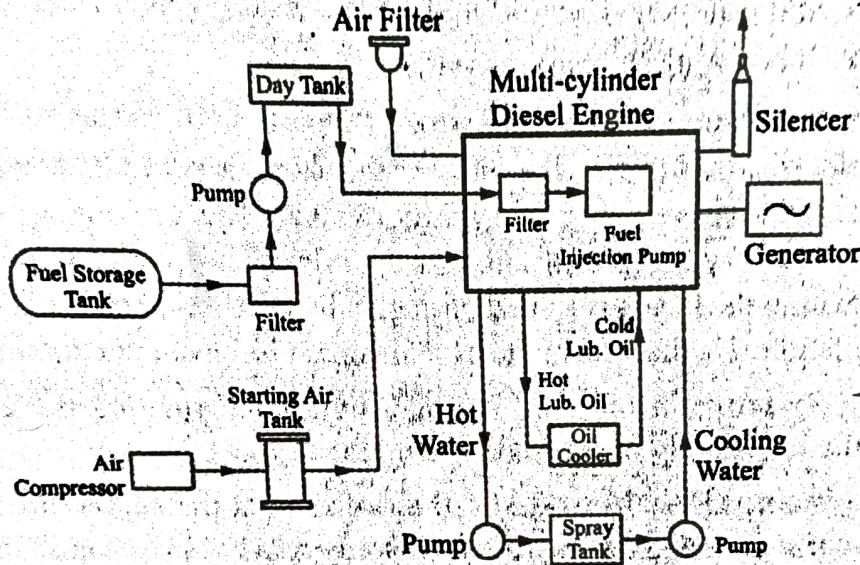 Air Filter
Day Tank
Multi-cylinder
Diesel Engine
Silencer
Pump
Filter
Fuel
Injection Pump
Generator
Fuel Storage
Tank
Filter
Cold
Lub. Oil
Hot
Lub. Oil
Starting Air
Tank
Hot
Water
Oil
Cooler
Cooling
Water
Air
Compressor
Pump
Spray
Tank
Pump